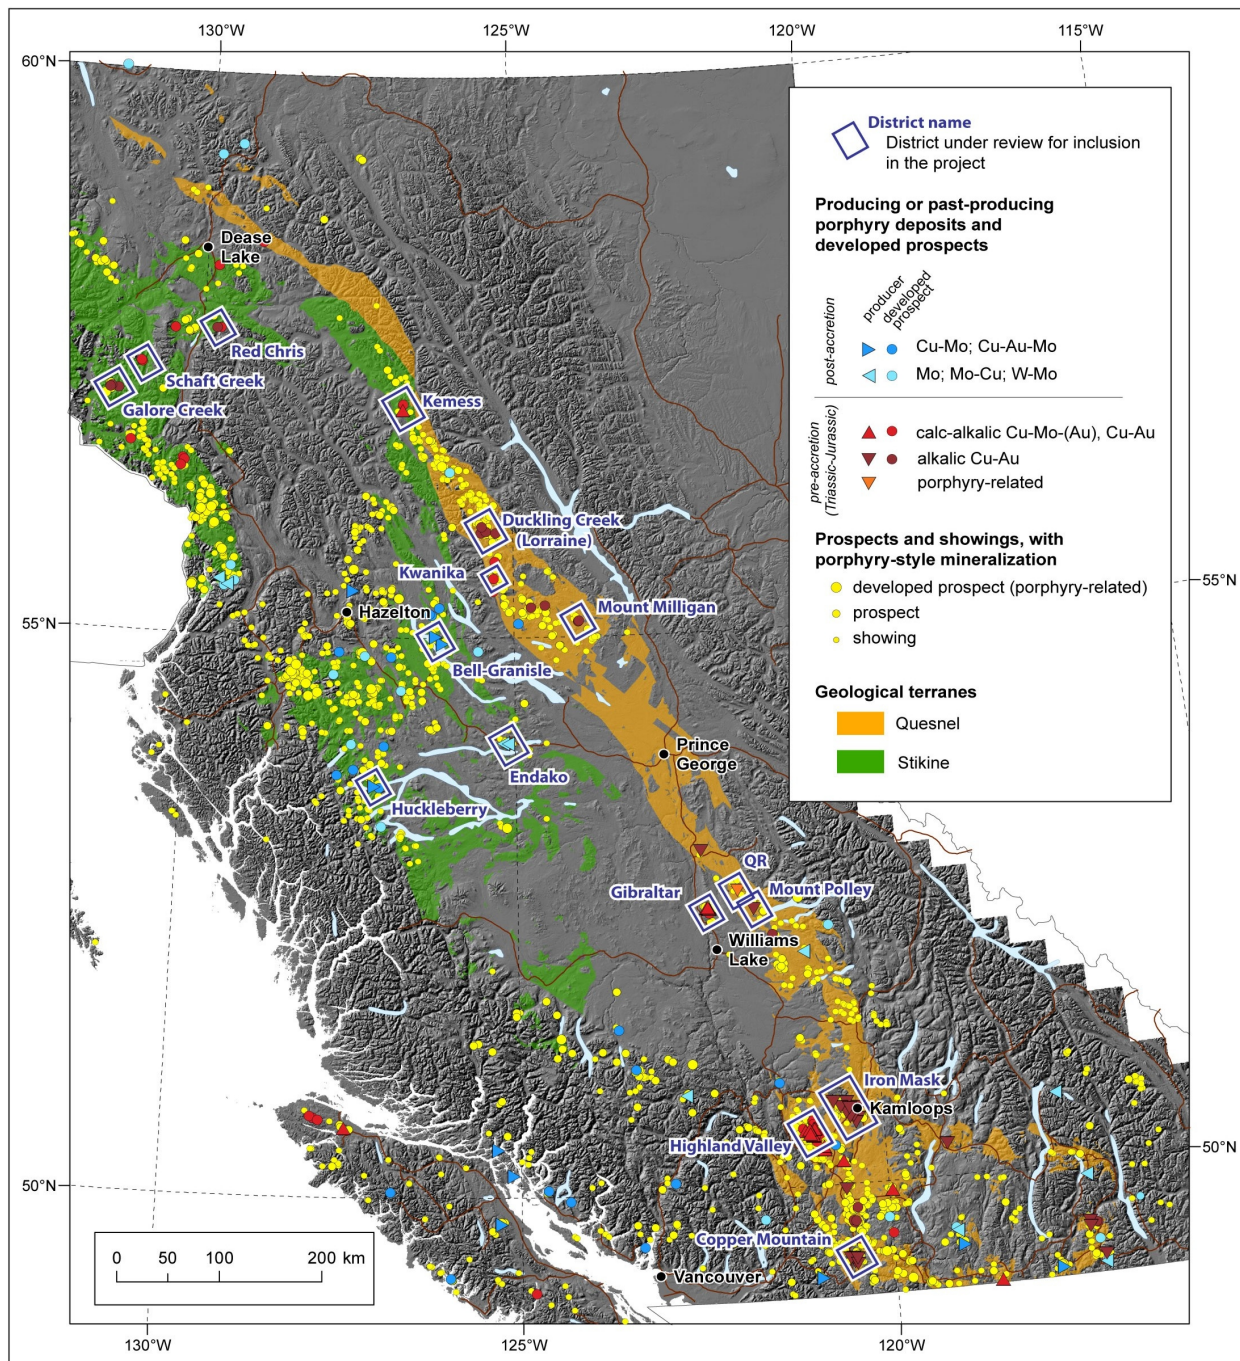 130°W
125°W
120°W
115°W
60°N
District name
District under review for inclusion
in the project
Producing or past-producing
porphyry deposits and
developed prospects
producer
developed
prospect
post-accretion
Cu-Mo; Cu-Au-Mo
Mo; Mo-Cu; W-Mo
pre-accretion
(Triassic-Jurassic)
calc-alkalic Cu-Mo-(Au), Cu-Au
alkalic Cu-Au
porphyry-related
Prospects and showings, with
porphyry-style mineralization
developed prospect (porphyry-related)
prospect
showing
Geological terranes
Quesnel
Stikine
Dease
Lake
Red Chris
Schaft Creek
Galore Creek
Kemess
Duckling Creek
(Lorraine)
Kwanika
55°N
Mount Milligan
Hazelton
55°N
Bell-Granisle
Prince
George
Endako
Huckleberry
QR
Gibraltar
Mount Polley
Williams
Lake
Iron Mask
Kamloops
Highland Valley
50°N
50°N
Copper Mountain
Vancouver
0 50 100 200 km
130°W
125°W
120°W